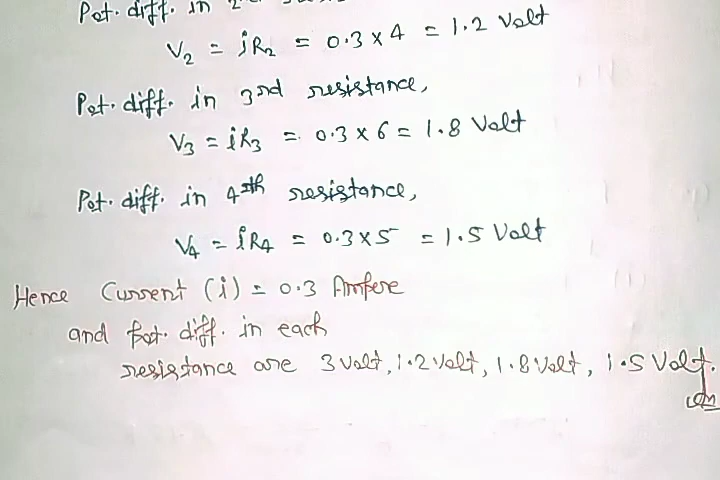 Pot. diff. in 2
V₂ = iR₂ = 0.3 x 4 = 1.2 Volt
Pot. diff. in 3rd resistance,
V₃ = iR₃ = 0.3 x 6 = 1.8 Volt
Pot. diff. in 4th resistance,
V₄ = iR₄ = 0.3 x 5 = 1.5 Volt
Hence Current (i) = 0.3 Ampere
and pot. diff. in each
resistance are 3 Volt, 1.2 Volt, 1.8 Volt, 1.5 Volt.